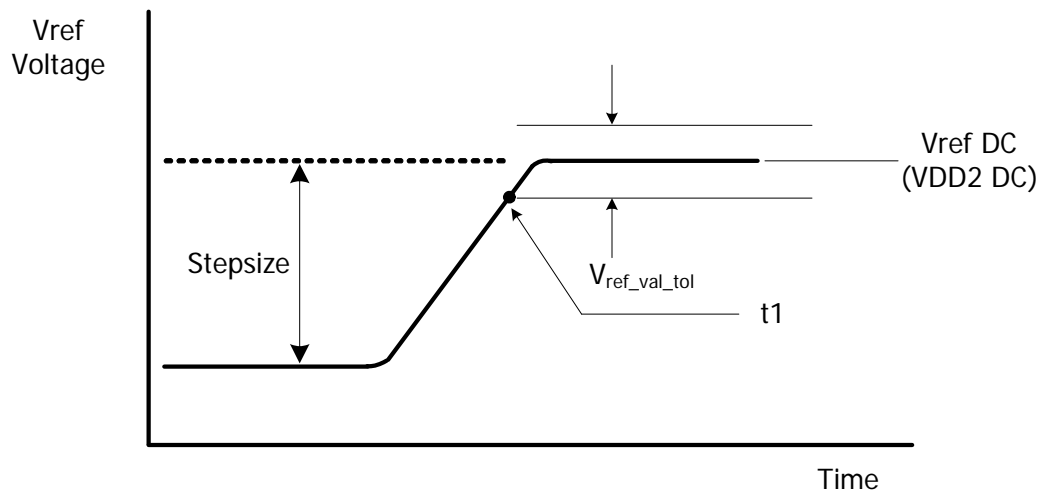 Vref
Voltage
Vref DC
(VDD2 DC)
Stepsize
Vref_val_tol
t1
Time